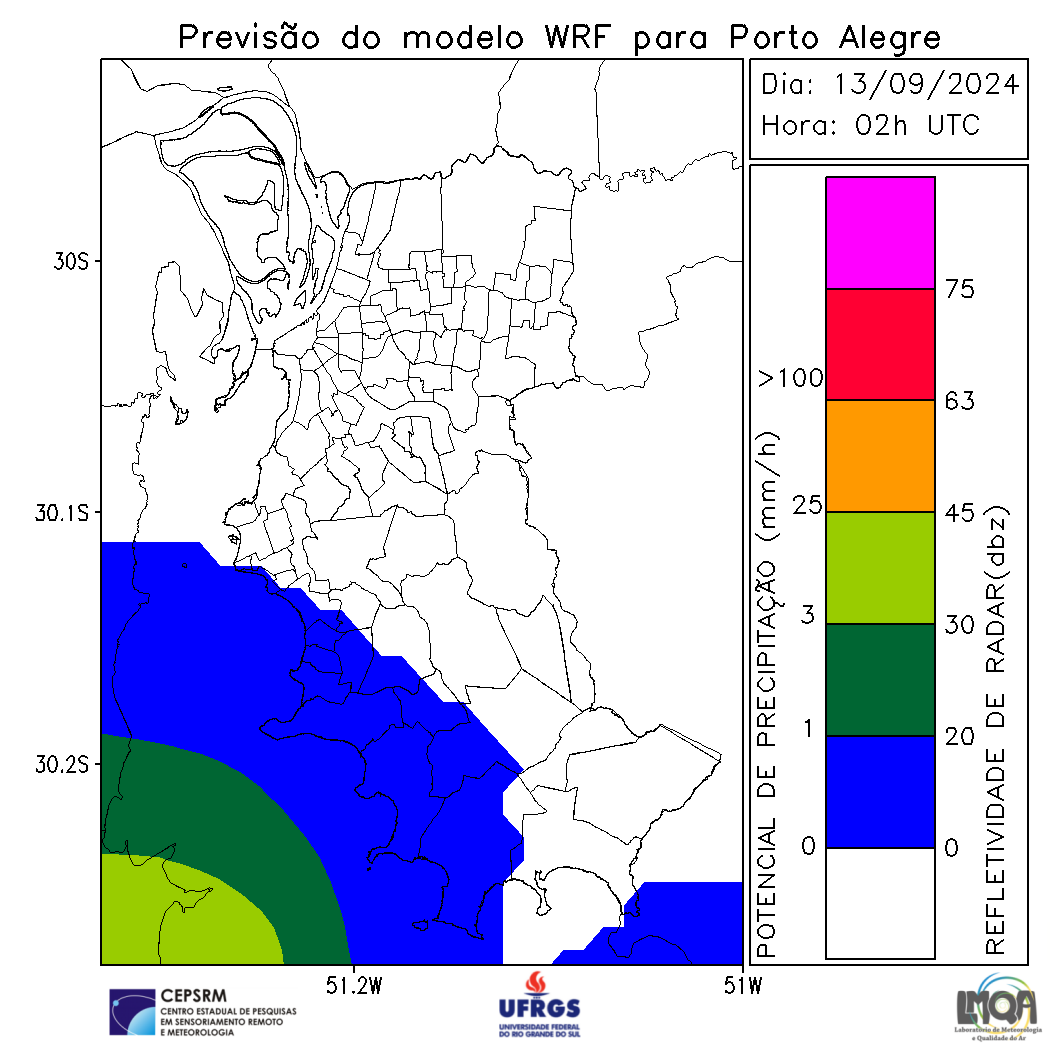 Previsão do modelo WRF para Porto Alegre
Dia: 13/09/2024
Hora: 02h UTC
30S
30.1S
30.2S
51.2W
51W
POTENCIAL DE PRECIPITAÇÃO (mm/h)
>100
25
3
1
0
75
63
45
30
20
0
REFLETIVIDADE DE RADAR(dbz)
CEPSRM
CENTRO ESTADUAL DE PESQUISAS
EM SENSORIAMENTO REMOTO
E METEOROLOGIA
UFRGS
UNIVERSIDADE FEDERAL
DO RIO GRANDE DO SUL
LMQA
Laboratório de Meteorologia
e Qualidade do Ar